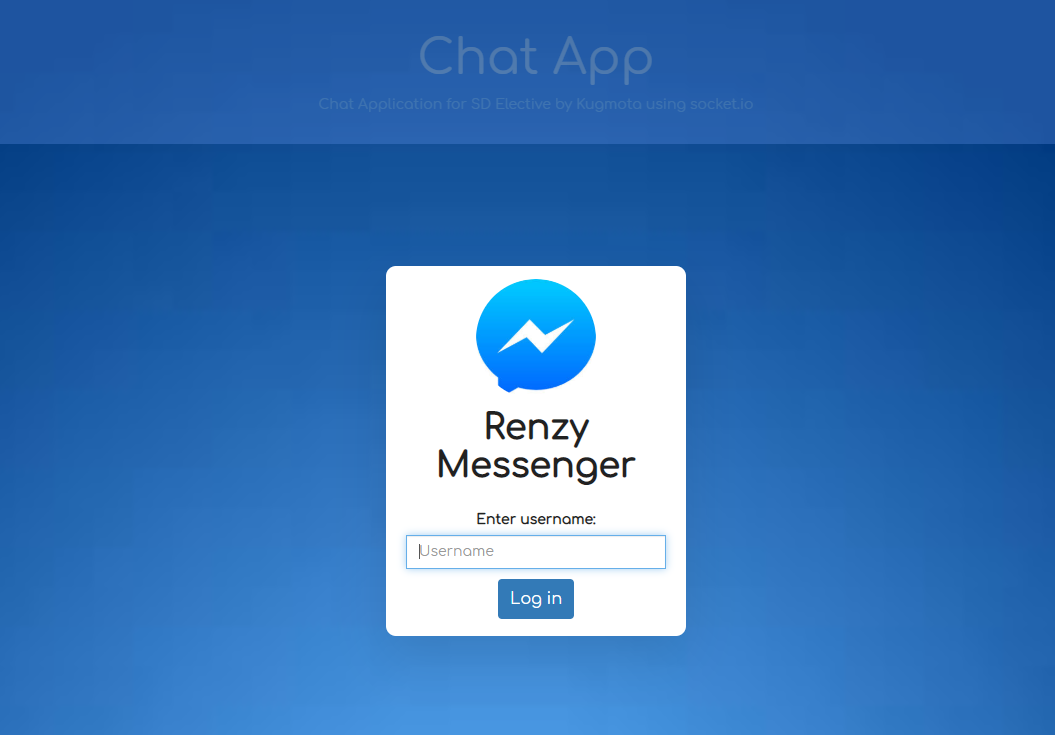 Chat App
Chat Application for SD Elective by Kugmota using socket.io
Renzy
Messenger
Enter username:
Username
Log in